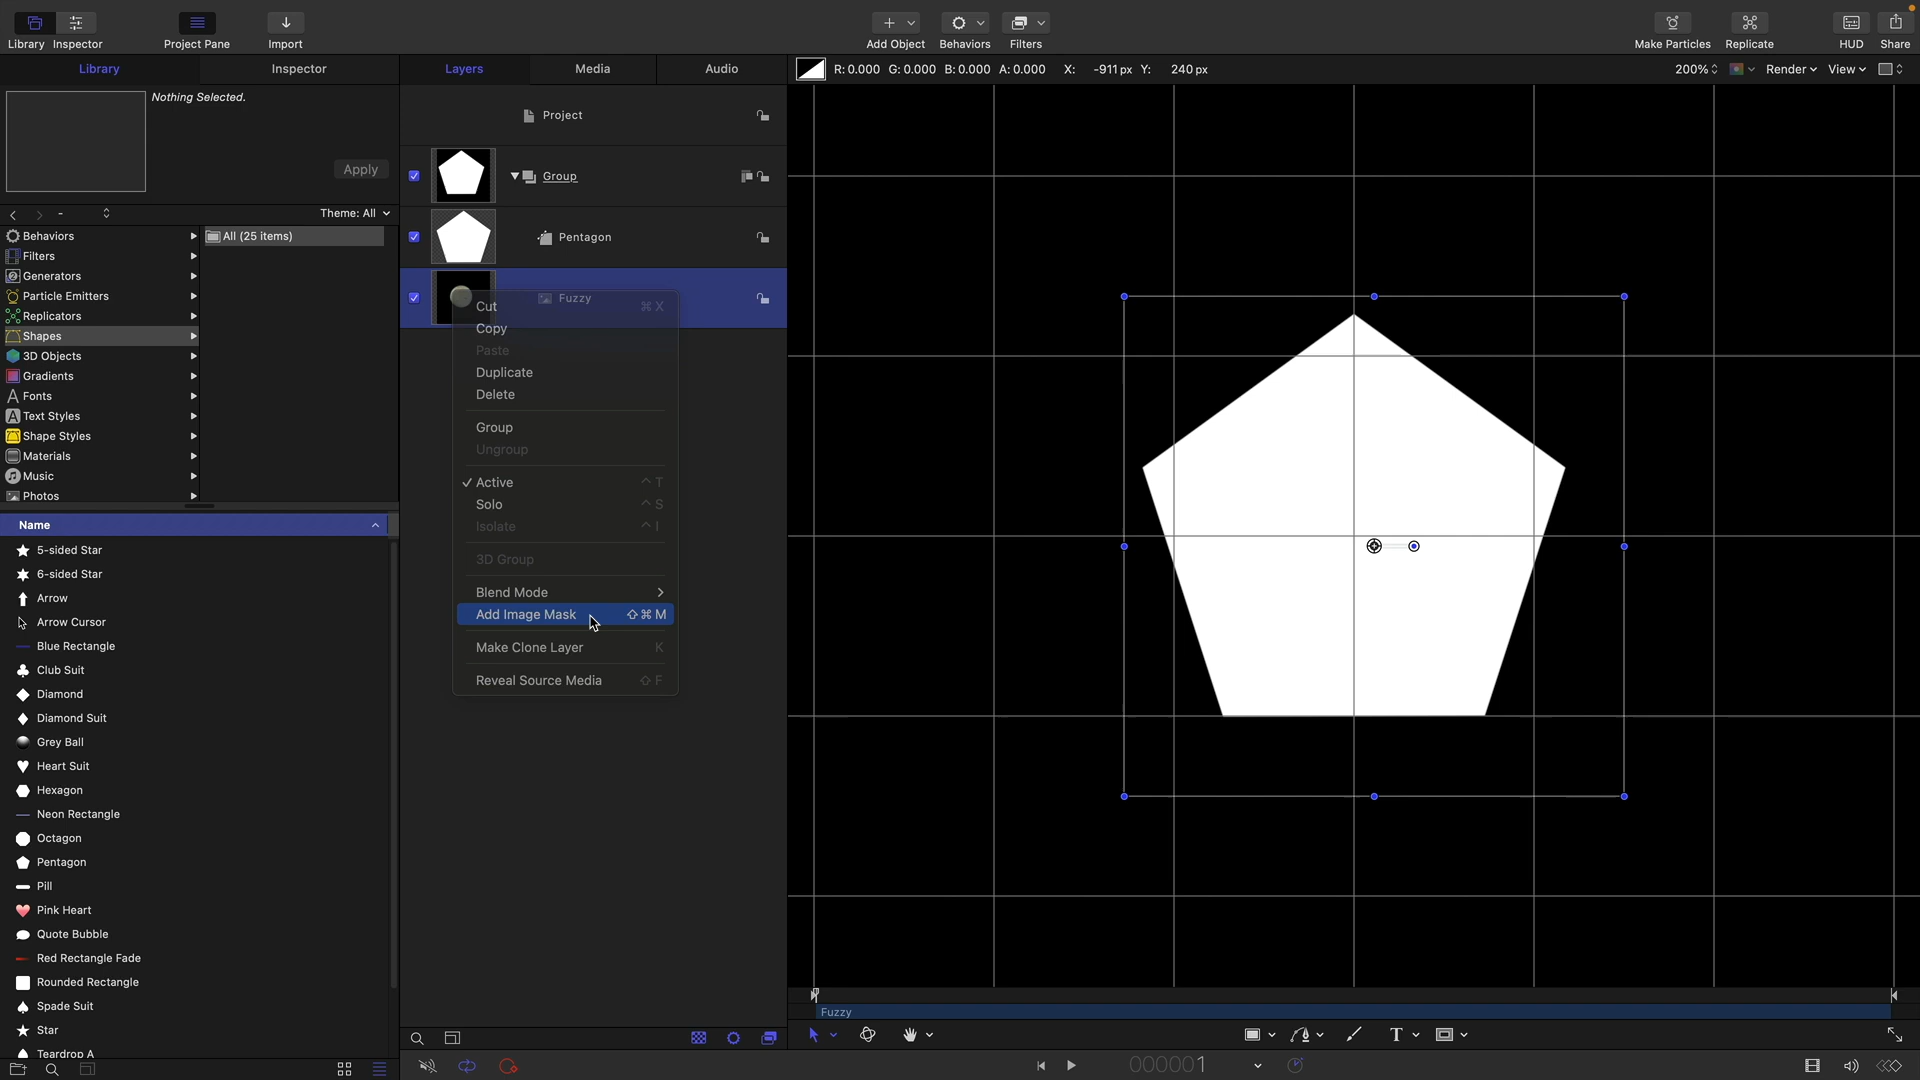 Library Inspector
Project Pane
Import
Add Object
Behaviors
Filters
Make Particles
Replicate
HUD
Share
Library
Inspector
Layers
Media
Audio
R: 0.000 G: 0.000 B: 0.000 A: 0.000 X: -911 px Y: 240 px
200%
Render
View
Nothing Selected.
Apply
Theme: All
Behaviors
Filters
Generators
Particle Emitters
Replicators
Shapes
3D Objects
Gradients
Fonts
Text Styles
Shape Styles
Materials
Music
Photos
All (25 items)
Name
5-sided Star
6-sided Star
Arrow
Arrow Cursor
Blue Rectangle
Club Suit
Diamond
Diamond Suit
Grey Ball
Heart Suit
Hexagon
Neon Rectangle
Octagon
Pentagon
Pill
Pink Heart
Quote Bubble
Red Rectangle Fade
Rounded Rectangle
Spade Suit
Star
Teardrop A
Project
Group
Pentagon
Fuzzy
Cut ⌘ X
Copy
Paste
Duplicate
Delete
Group
Ungroup
✓ Active ^ T
Solo ^ S
Isolate ^ I
3D Group
Blend Mode
Add Image Mask ⇧ ⌘ M
Make Clone Layer K
Reveal Source Media ⇧ F
Fuzzy
T
000001